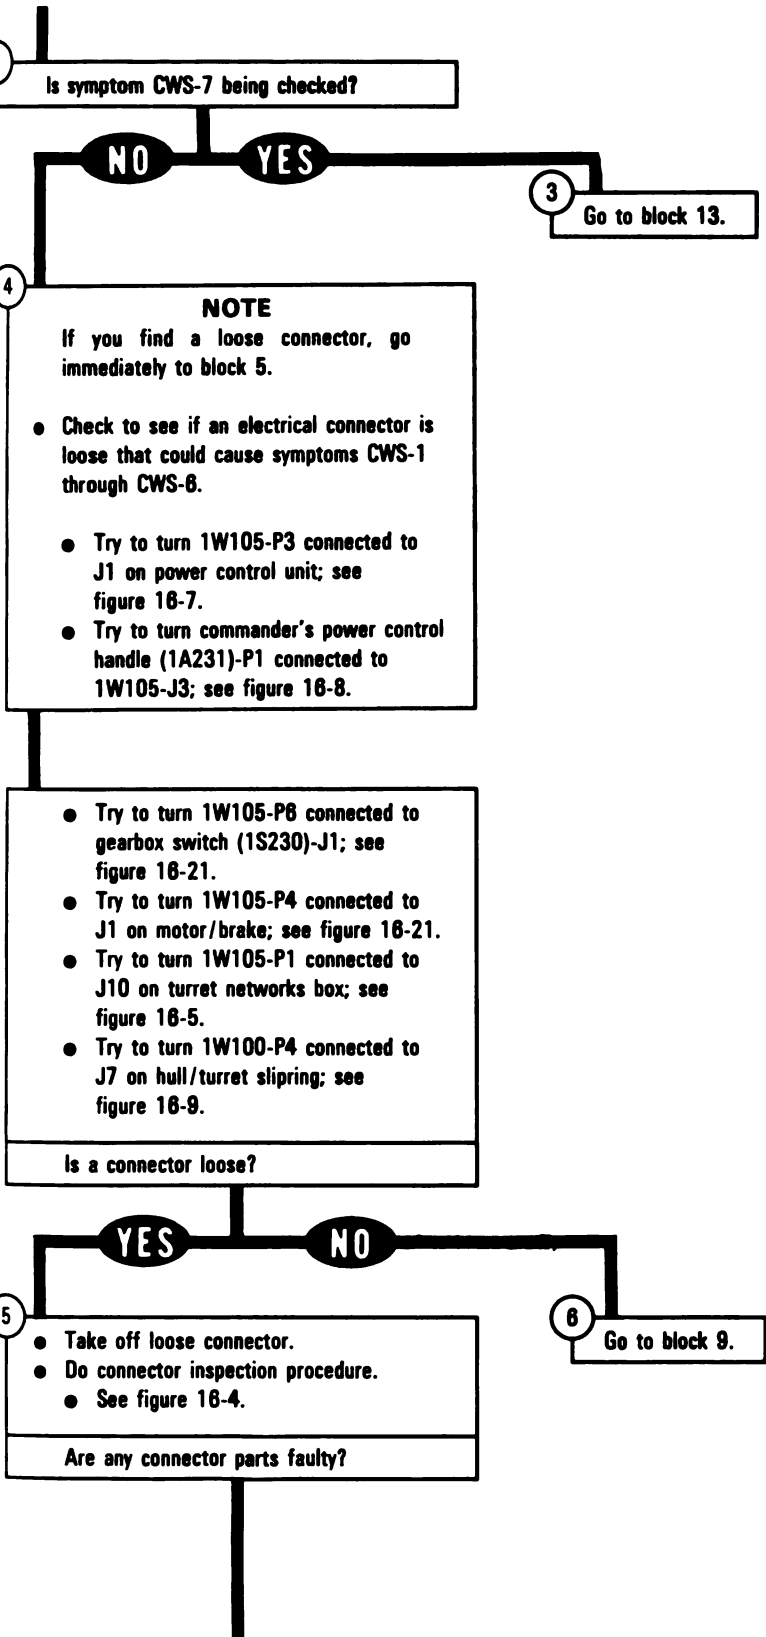 Is symptom CWS-7 being checked?
NO YES
3
Go to block 13.
4
NOTE
If you find a loose connector, go
immediately to block 5.
● Check to see if an electrical connector is
loose that could cause symptoms CWS-1
through CWS-6.
● Try to turn 1W105-P3 connected to
J1 on power control unit; see
figure 16-7.
● Try to turn commander's power control
handle (1A231)-P1 connected to
1W105-J3; see figure 16-8.
● Try to turn 1W105-P6 connected to
gearbox switch (1S230)-J1; see
figure 16-21.
● Try to turn 1W105-P4 connected to
J1 on motor/brake; see figure 16-21.
● Try to turn 1W105-P1 connected to
J10 on turret networks box; see
figure 16-5.
● Try to turn 1W100-P4 connected to
J7 on hull/turret slipring; see
figure 16-9.
Is a connector loose?
YES NO
5
● Take off loose connector.
● Do connector inspection procedure.
● See figure 16-4.
Are any connector parts faulty?
6
Go to block 9.